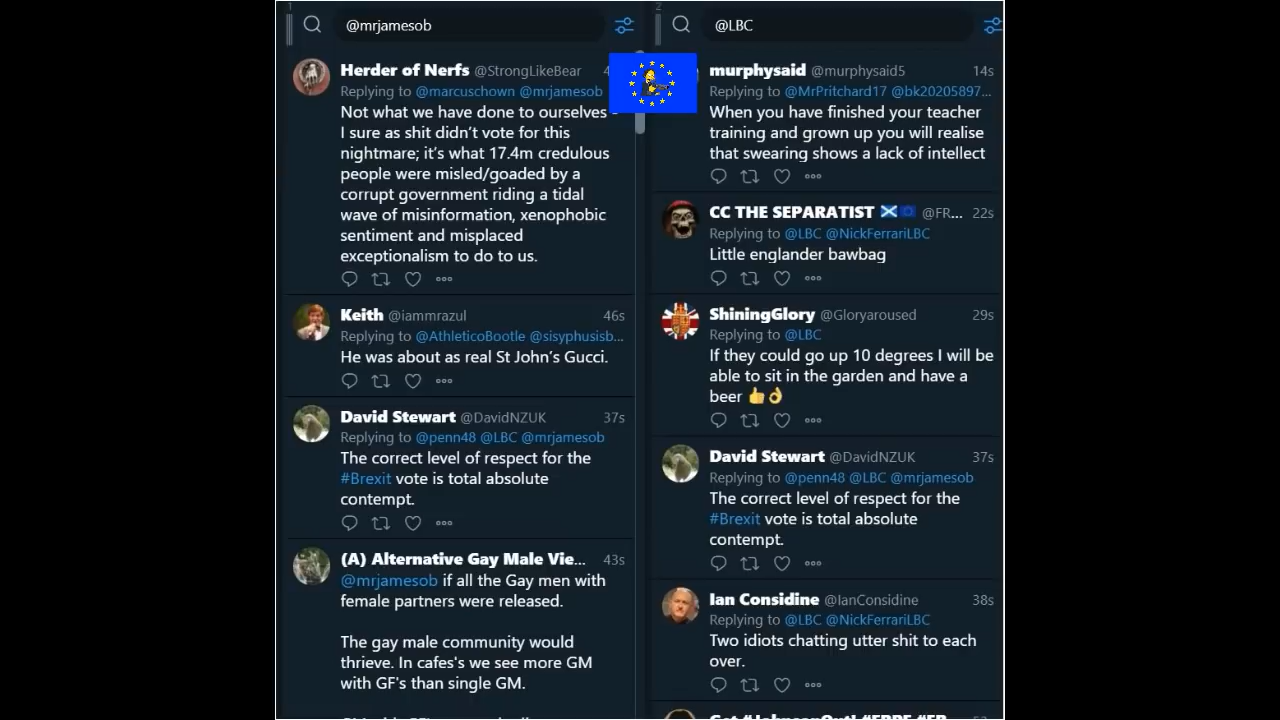 1
@mrjamesob
Herder of Nerfs @StrongLikeBear
Replying to @marcuschown @mrjamesob
Not what we have done to ourselves -
I sure as shit didn't vote for this
nightmare; it's what 17.4m credulous
people were misled/goaded by a
corrupt government riding a tidal
wave of misinformation, xenophobic
sentiment and misplaced
exceptionalism to do to us.
Keith @iammrazul 46s
Replying to @AthleticoBootle @sisyphusisb...
He was about as real St John's Gucci.
David Stewart @DavidNZUK 37s
Replying to @penn48 @LBC @mrjamesob
The correct level of respect for the
#Brexit vote is total absolute
contempt.
(A) Alternative Gay Male Vie... 43s
@mrjamesob if all the Gay men with
female partners were released.
The gay male community would
thrieve. In cafes's we see more GM
with GF's than single GM.
2
@LBC
murphysaid @murphysaid5 14s
Replying to @MrPritchard17 @bk20205897...
When you have finished your teacher
training and grown up you will realise
that swearing shows a lack of intellect
CC THE SEPARATIST @FR... 22s
Replying to @LBC @NickFerrariLBC
Little englander bawbag
ShiningGlory @Gloryaroused 29s
Replying to @LBC
If they could go up 10 degrees I will be
able to sit in the garden and have a
beer 👍👌
David Stewart @DavidNZUK 37s
Replying to @penn48 @LBC @mrjamesob
The correct level of respect for the
#Brexit vote is total absolute
contempt.
Ian Considine @IanConsidine 38s
Replying to @LBC @NickFerrariLBC
Two idiots chatting utter shit to each
over.